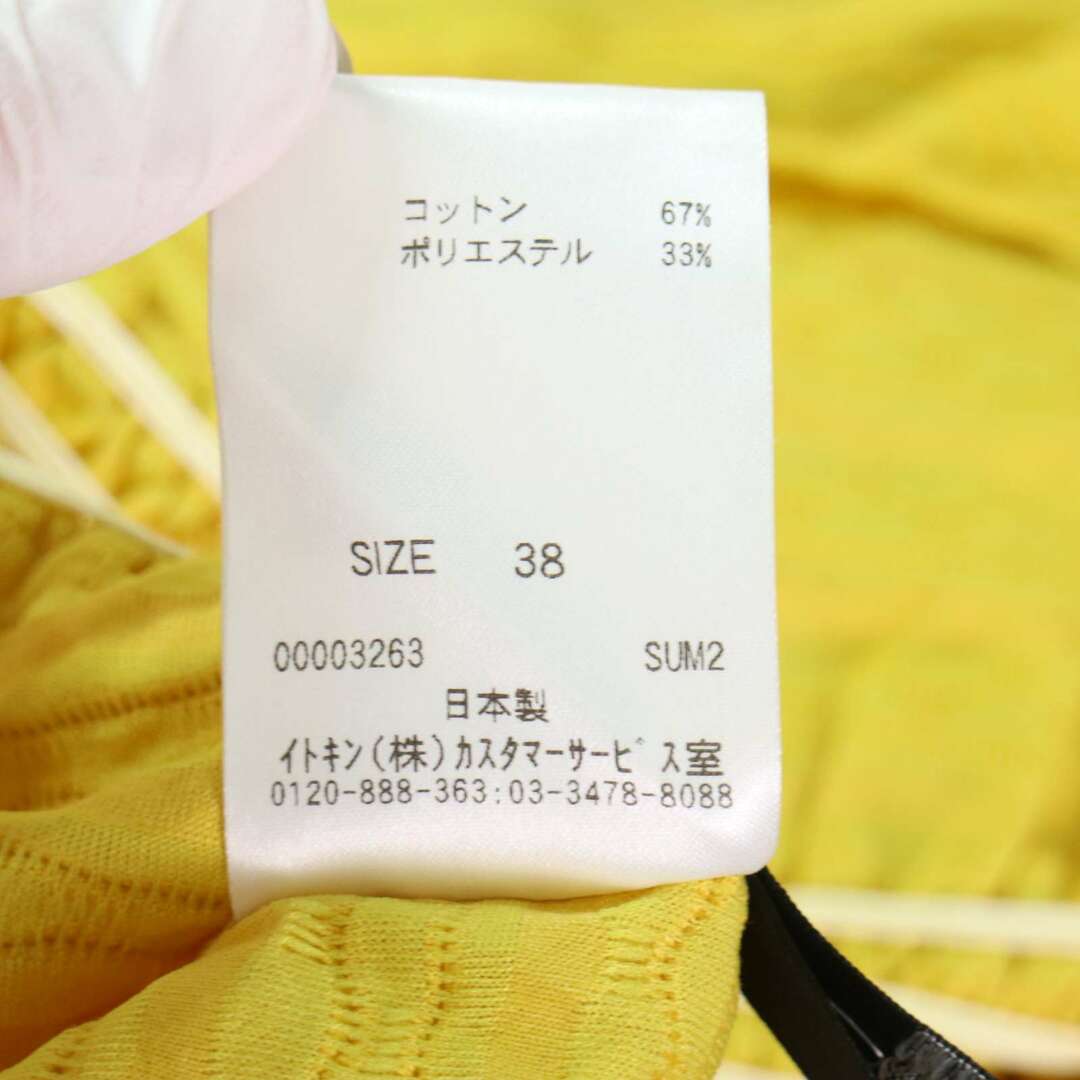 コットン 67%
ポリエステル 33%
SIZE 38
00003263 SUM2
日本製
イトキン(株)カスタマーサービス室
0120-888-363:03-3478-8088